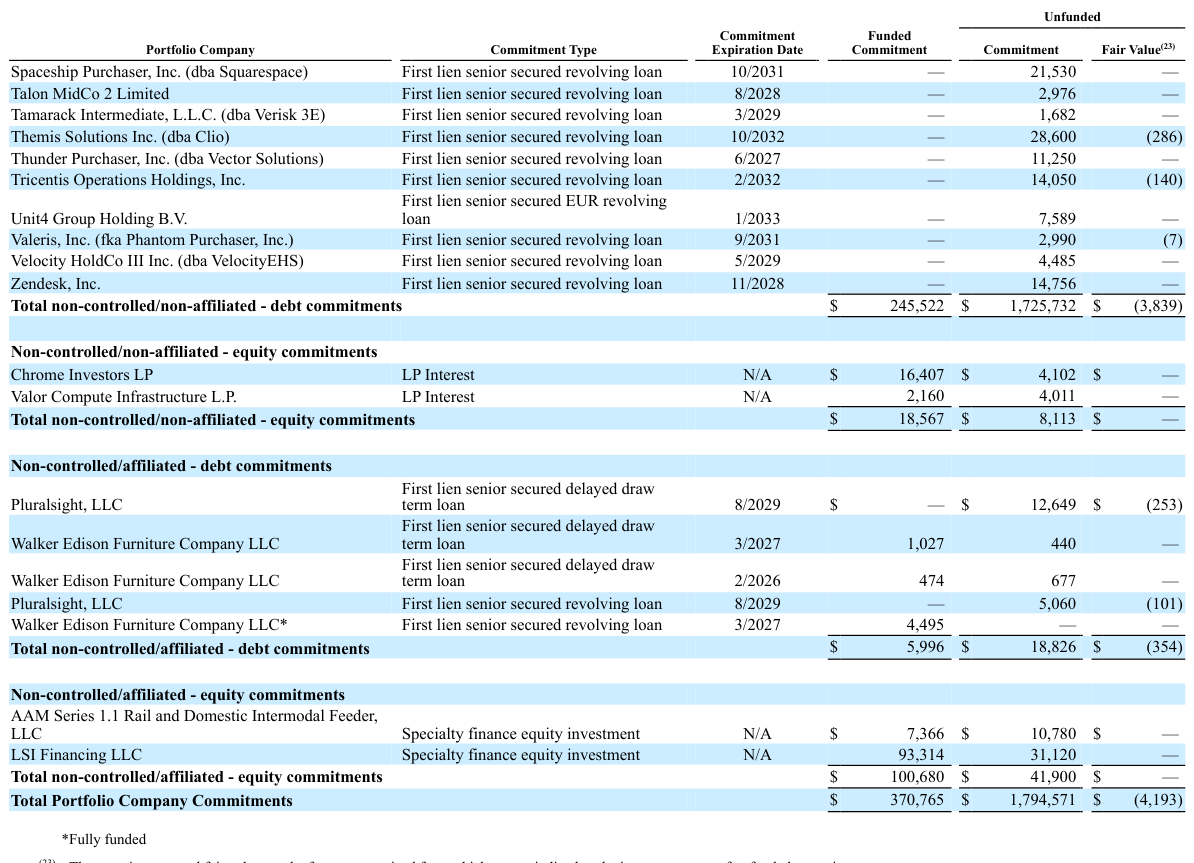 Unfunded
Portfolio Company Commitment Type Commitment Expiration Date Funded Commitment Commitment Fair Value(23)
Spaceship Purchaser, Inc. (dba Squarespace) First lien senior secured revolving loan 10/2031 — 21,530 —
Talon MidCo 2 Limited First lien senior secured revolving loan 8/2028 — 2,976 —
Tamarack Intermediate, L.L.C. (dba Verisk 3E) First lien senior secured revolving loan 3/2029 — 1,682 —
Themis Solutions Inc. (dba Clio) First lien senior secured revolving loan 10/2032 — 28,600 (286)
Thunder Purchaser, Inc. (dba Vector Solutions) First lien senior secured revolving loan 6/2027 — 11,250 —
Tricentis Operations Holdings, Inc. First lien senior secured revolving loan 2/2032 — 14,050 (140)
Unit4 Group Holding B.V. First lien senior secured EUR revolving loan 1/2033 — 7,589 —
Valeris, Inc. (fka Phantom Purchaser, Inc.) First lien senior secured revolving loan 9/2031 — 2,990 (7)
Velocity HoldCo III Inc. (dba VelocityEHS) First lien senior secured revolving loan 5/2029 — 4,485 —
Zendesk, Inc. First lien senior secured revolving loan 11/2028 — 14,756 —
Total non-controlled/non-affiliated - debt commitments $ 245,522 $ 1,725,732 $ (3,839)
Non-controlled/non-affiliated - equity commitments
Chrome Investors LP LP Interest N/A $ 16,407 $ 4,102 $ —
Valor Compute Infrastructure L.P. LP Interest N/A 2,160 4,011 —
Total non-controlled/non-affiliated - equity commitments $ 18,567 $ 8,113 $ —
Non-controlled/affiliated - debt commitments
Pluralsight, LLC First lien senior secured delayed draw term loan 8/2029 $ — $ 12,649 $ (253)
Walker Edison Furniture Company LLC First lien senior secured delayed draw term loan 3/2027 1,027 440 —
Walker Edison Furniture Company LLC First lien senior secured delayed draw term loan 2/2026 474 677 —
Pluralsight, LLC First lien senior secured revolving loan 8/2029 — 5,060 (101)
Walker Edison Furniture Company LLC* First lien senior secured revolving loan 3/2027 4,495 — —
Total non-controlled/affiliated - debt commitments $ 5,996 $ 18,826 $ (354)
Non-controlled/affiliated - equity commitments
AAM Series 1.1 Rail and Domestic Intermodal Feeder, LLC Specialty finance equity investment N/A $ 7,366 $ 10,780 $ —
LSI Financing LLC Specialty finance equity investment N/A 93,314 31,120 —
Total non-controlled/affiliated - equity commitments $ 100,680 $ 41,900 $ —
Total Portfolio Company Commitments $ 370,765 $ 1,794,571 $ (4,193)
*Fully funded
(23)